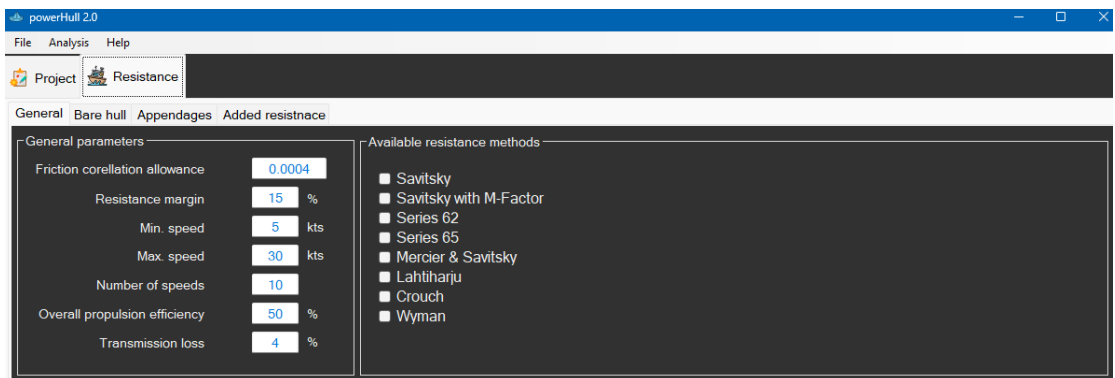 powerHull 2.0
File Analysis Help
Project Resistance
General Bare hull Appendages Added resistnace
General parameters
Friction corellation allowance 0.0004
Resistance margin 15 %
Min. speed 5 kts
Max. speed 30 kts
Number of speeds 10
Overall propulsion efficiency 50 %
Transmission loss 4 %
Available resistance methods
Savitsky
Savitsky with M-Factor
Series 62
Series 65
Mercier & Savitsky
Lahtiharju
Crouch
Wyman